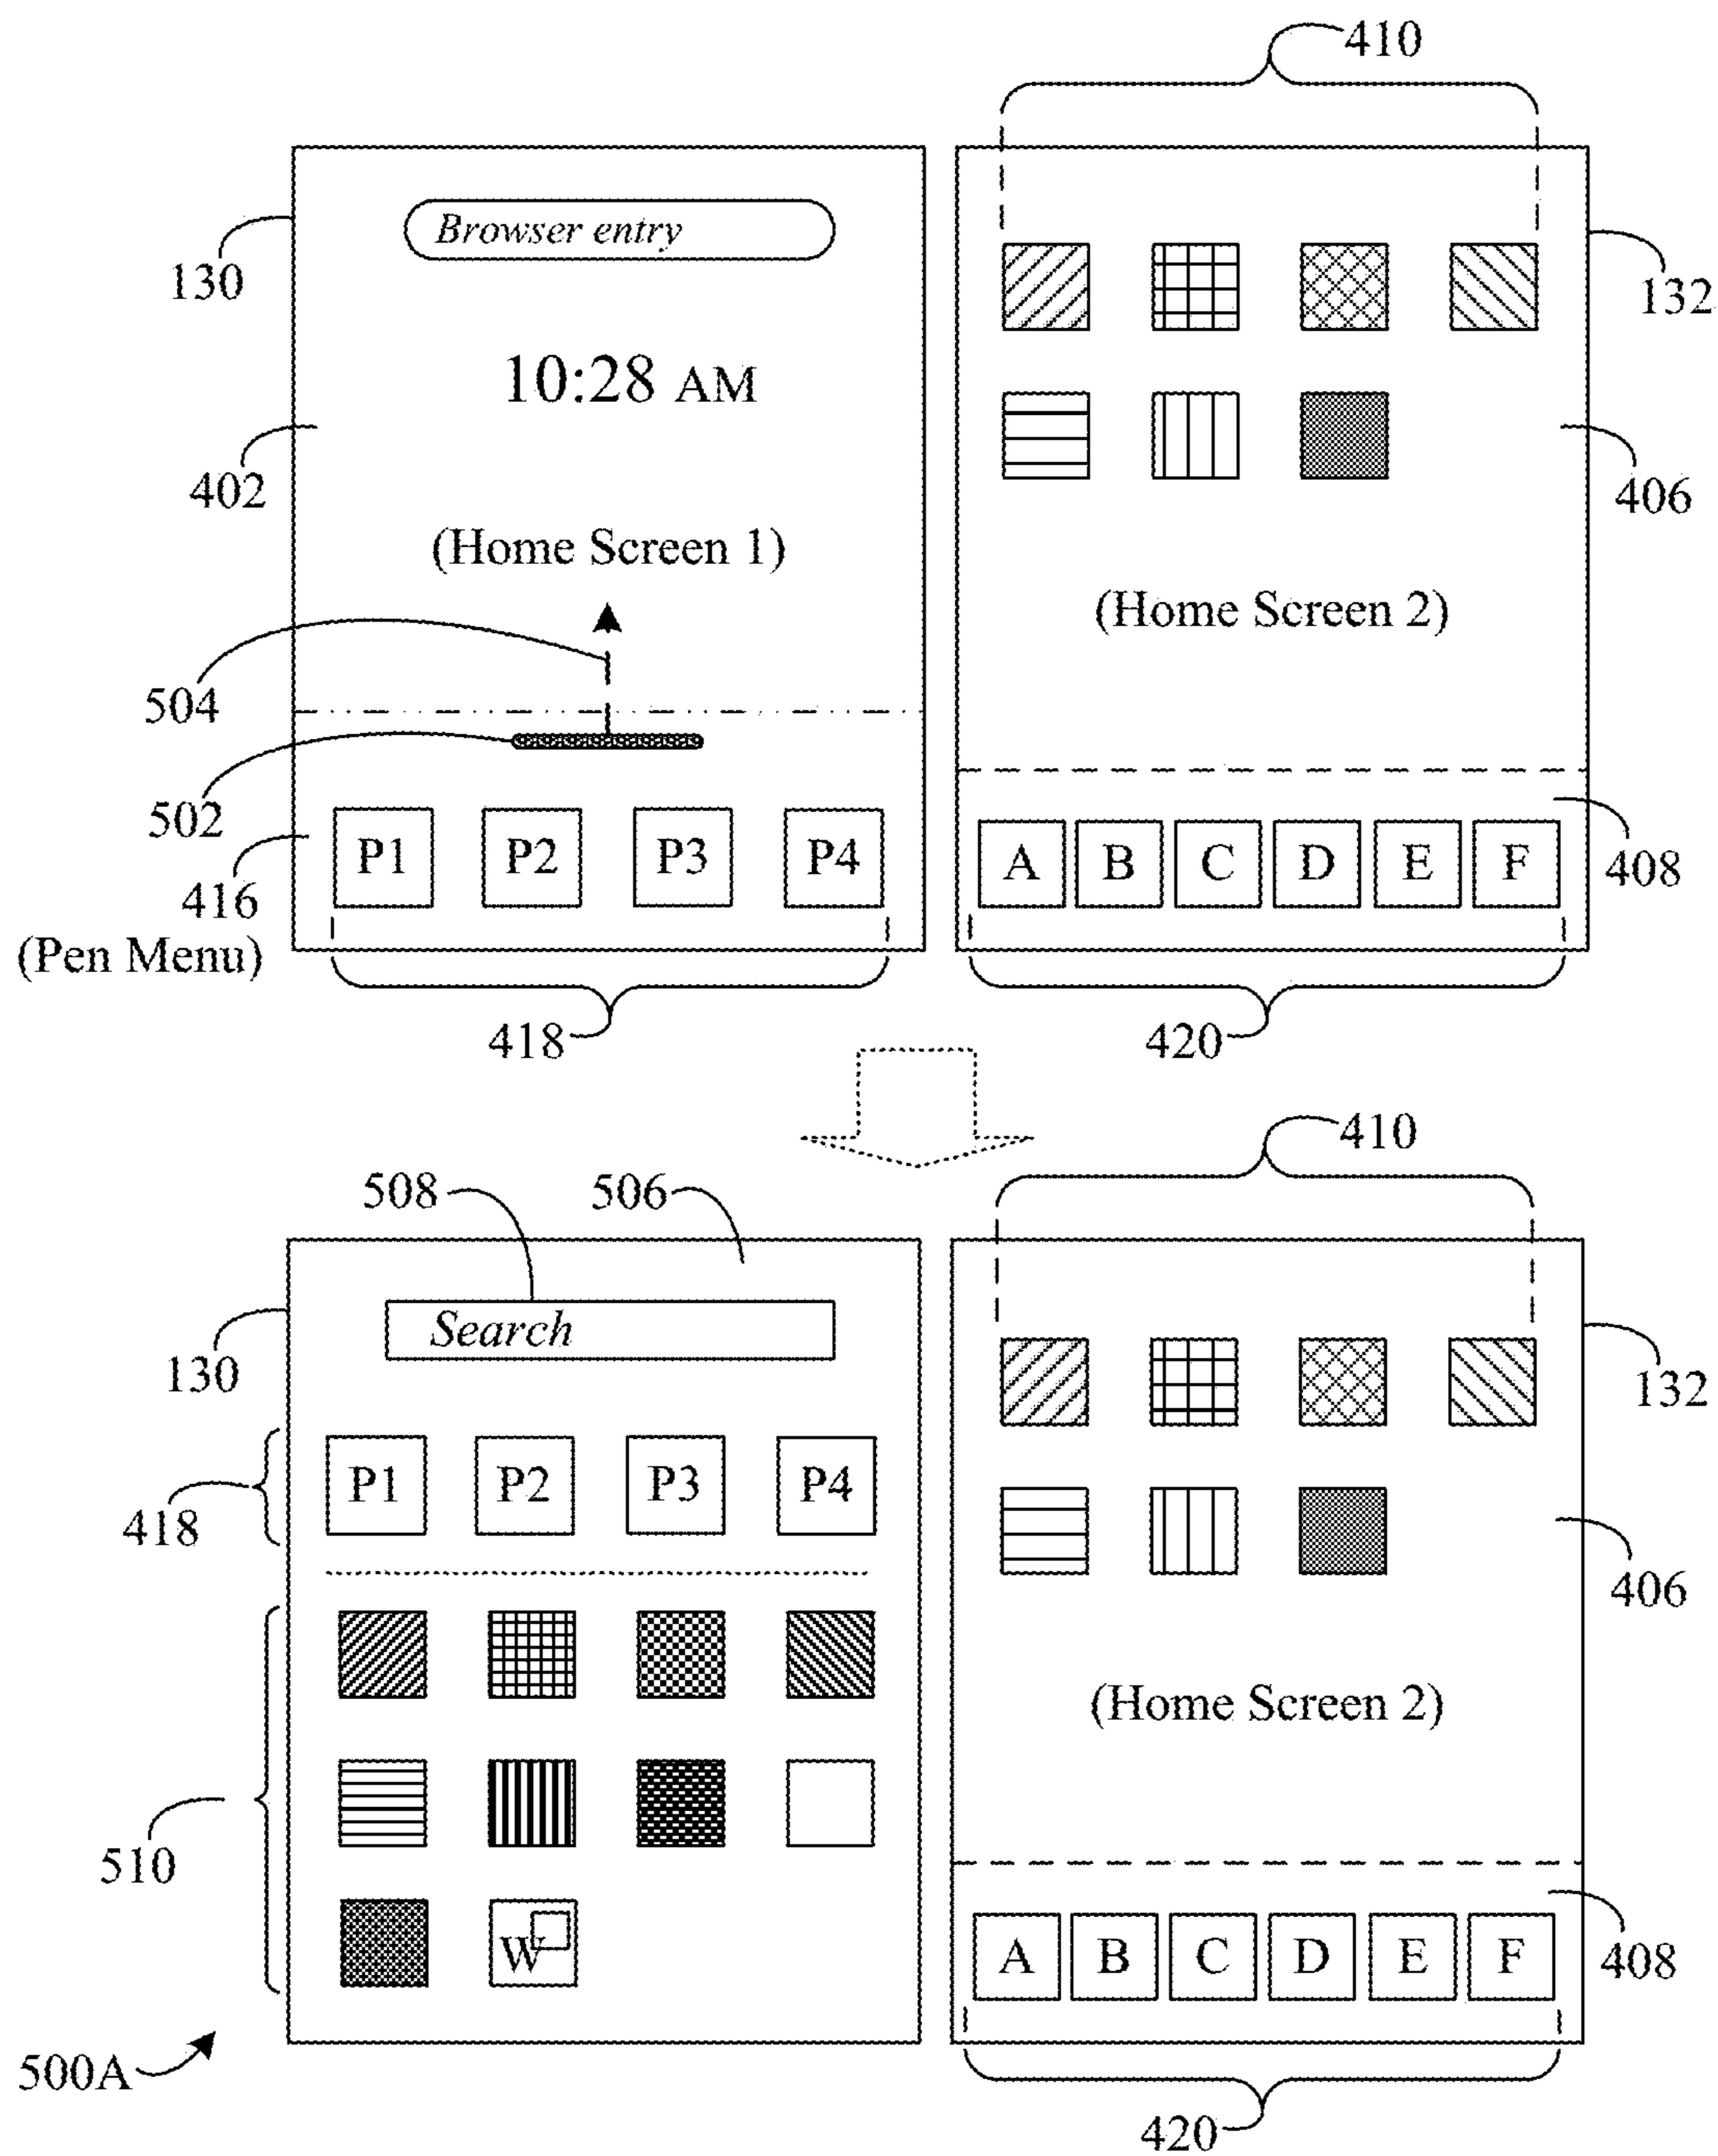 410
Browser entry
130
132
10:28 AM
402
406
(Home Screen 1)
(Home Screen 2)
504
502
P1 P2 P3 P4
A B C D E F
408
416
(Pen Menu)
418
420
410
508
506
Search
130
132
P1 P2 P3 P4
418
406
(Home Screen 2)
510
W
A B C D E F
408
500A
420